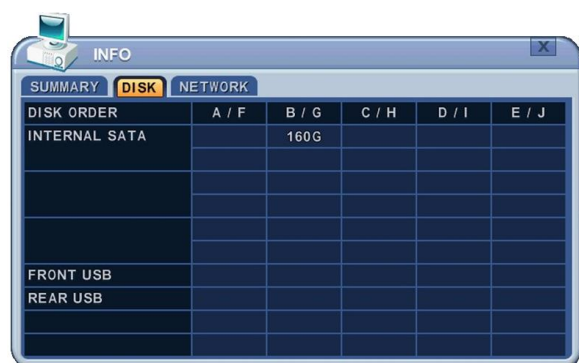 INFO
X
SUMMARY DISK NETWORK
DISK ORDER A / F B / G C / H D / I E / J
INTERNAL SATA 160G
FRONT USB
REAR USB